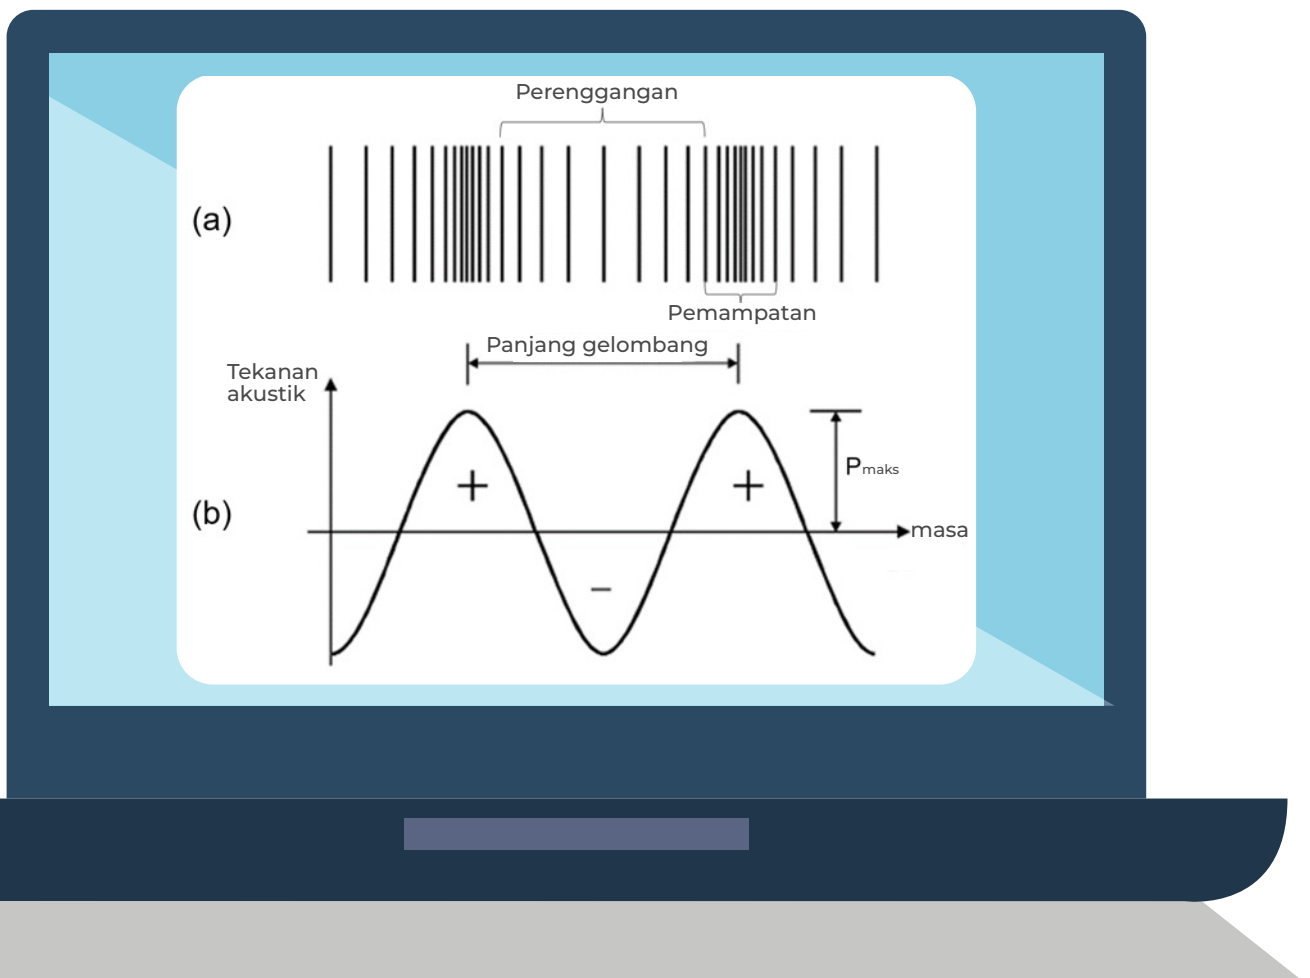 Perenggangan
(a)
Pemampatan
Panjang gelombang
Tekanan
akustik
+
+
Pmaks
(b)
masa
−